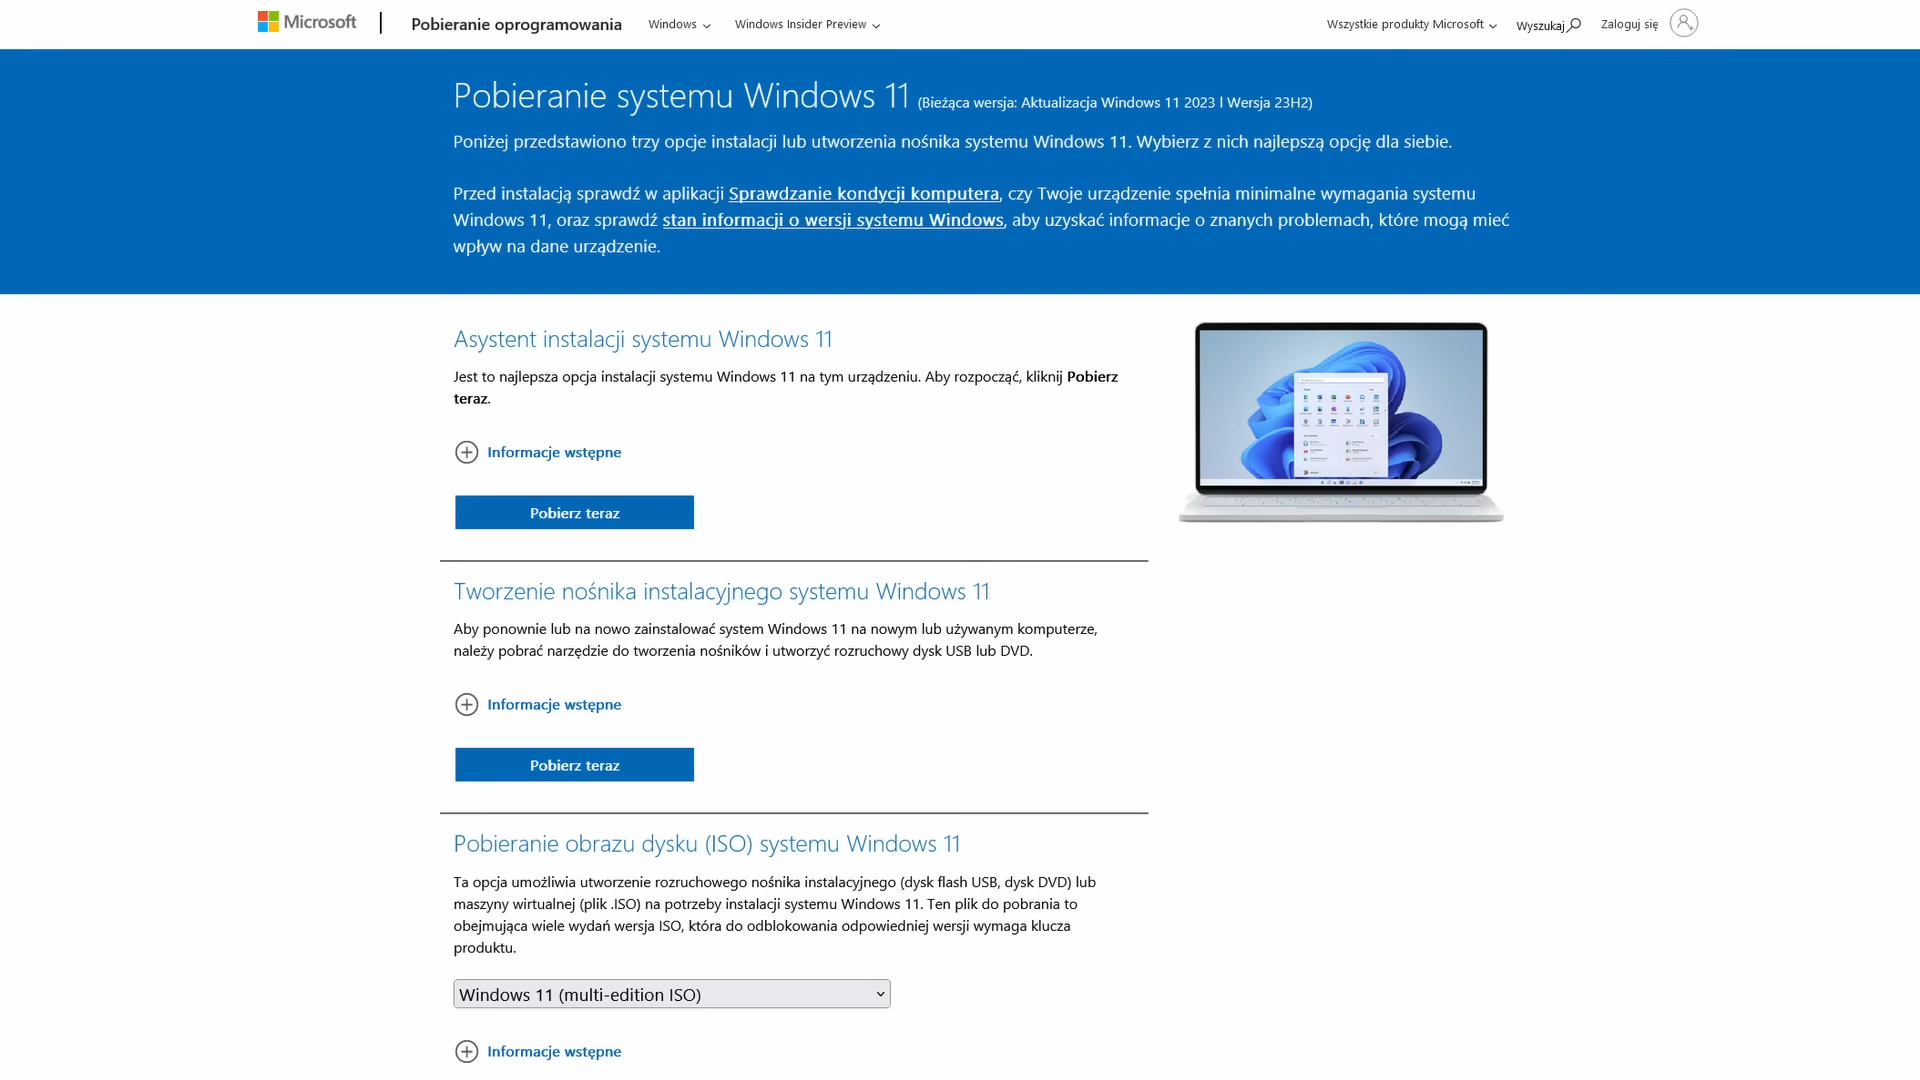 Microsoft
Pobieranie oprogramowania
Windows
Windows Insider Preview
Wszystkie produkty Microsoft
Wyszukaj
Zaloguj się
Pobieranie systemu Windows 11 (Bieżąca wersja: Aktualizacja Windows 11 2023 l Wersja 23H2)
Poniżej przedstawiono trzy opcje instalacji lub utworzenia nośnika systemu Windows 11. Wybierz z nich najlepszą opcję dla siebie.
Przed instalacją sprawdź w aplikacji Sprawdzanie kondycji komputera, czy Twoje urządzenie spełnia minimalne wymagania systemu
Windows 11, oraz sprawdź stan informacji o wersji systemu Windows, aby uzyskać informacje o znanych problemach, które mogą mieć
wpływ na dane urządzenie.
Asystent instalacji systemu Windows 11
Jest to najlepsza opcja instalacji systemu Windows 11 na tym urządzeniu. Aby rozpocząć, kliknij Pobierz
teraz.
Informacje wstępne
Pobierz teraz
Tworzenie nośnika instalacyjnego systemu Windows 11
Aby ponownie lub na nowo zainstalować system Windows 11 na nowym lub używanym komputerze,
należy pobrać narzędzie do tworzenia nośników i utworzyć rozruchowy dysk USB lub DVD.
Informacje wstępne
Pobierz teraz
Pobieranie obrazu dysku (ISO) systemu Windows 11
Ta opcja umożliwia utworzenie rozruchowego nośnika instalacyjnego (dysk flash USB, dysk DVD) lub
maszyny wirtualnej (plik .ISO) na potrzeby instalacji systemu Windows 11. Ten plik do pobrania to
obejmująca wiele wydań wersja ISO, która do odblokowania odpowiedniej wersji wymaga klucza
produktu.
Windows 11 (multi-edition ISO)
Informacje wstępne